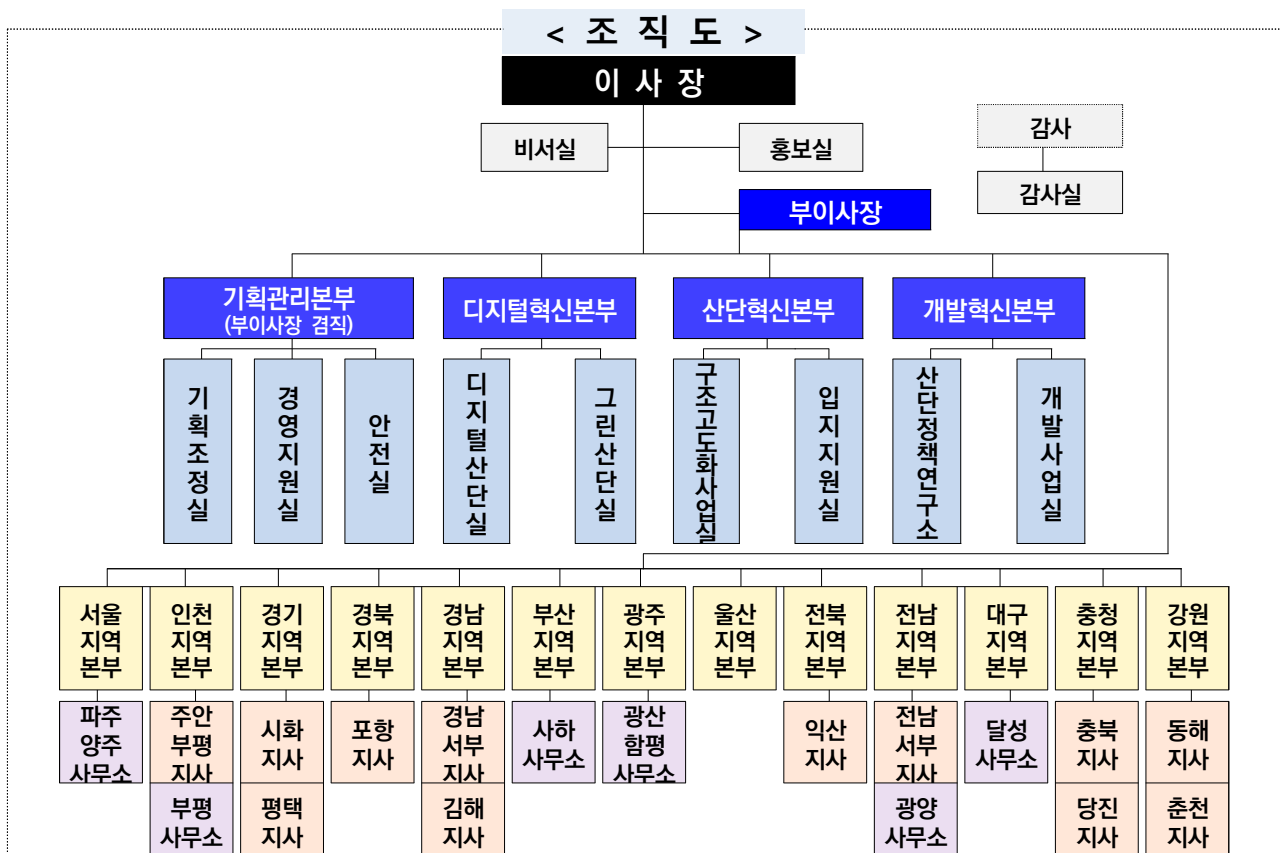 < 조 직 도 >
이 사 장
비서실
홍보실
감사
감사실
부이사장
기획관리본부
(부이사장 겸직)
디지털혁신본부
산단혁신본부
개발혁신본부
기획조정실
경영지원실
안전실
디지털산단실
그린산단실
구조고도화사업실
입지지원실
산단정책연구소
개발사업실
서울
지역
본부
인천
지역
본부
경기
지역
본부
경북
지역
본부
경남
지역
본부
부산
지역
본부
광주
지역
본부
울산
지역
본부
전북
지역
본부
전남
지역
본부
대구
지역
본부
충청
지역
본부
강원
지역
본부
파주
양주
사무소
주안
부평
지사
시화
지사
포항
지사
경남
서부
지사
사하
사무소
광산
함평
사무소
익산
지사
전남
서부
지사
달성
사무소
충북
지사
동해
지사
부평
사무소
평택
지사
김해
지사
광양
사무소
당진
지사
춘천
지사